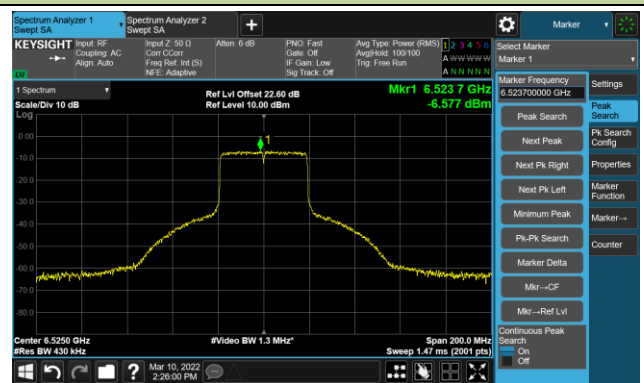 Spectrum Analyzer 1
Swept SA
Spectrum Analyzer 2
Swept SA
+
Marker
KEYSIGHT
LW
Input: RF
Coupling: AC
Align: Auto
Input Z: 50 Ω
Corr CCorr
Freq Ref: Int (S)
NFE: Adaptive
Atten: 6 dB
PNO: Fast
Gate: Off
IF Gain: Low
Sig Track: Off
Avg Type: Power (RMS)
Avg|Hold: 100/100
Trig: Free Run
1 2 3 4 5 6
A W W W W W
A N N N N N
Select Marker
Marker 1
1 Spectrum
Scale/Div 10 dB
Ref Lvl Offset 22.60 dB
Ref Level 10.00 dBm
Mkr1 6.523 7 GHz
-6.577 dBm
Log
0.00
-10.0
-20.0
-30.0
-40.0
-50.0
-60.0
-70.0
-80.0
1
Center 6.5250 GHz
#Res BW 430 kHz
#Video BW 1.3 MHz*
Span 200.0 MHz
Sweep 1.47 ms (2001 pts)
Marker Frequency
6.523700000 GHz
Peak Search
Next Peak
Next Pk Right
Next Pk Left
Minimum Peak
Pk-Pk Search
Marker Delta
Mkr→CF
Mkr→Ref Lvl
Continuous Peak
Search
On
Off
Settings
Peak
Search
Pk Search
Config
Properties
Marker
Function
Marker→
Counter
?
Mar 10, 2022
2:26:00 PM